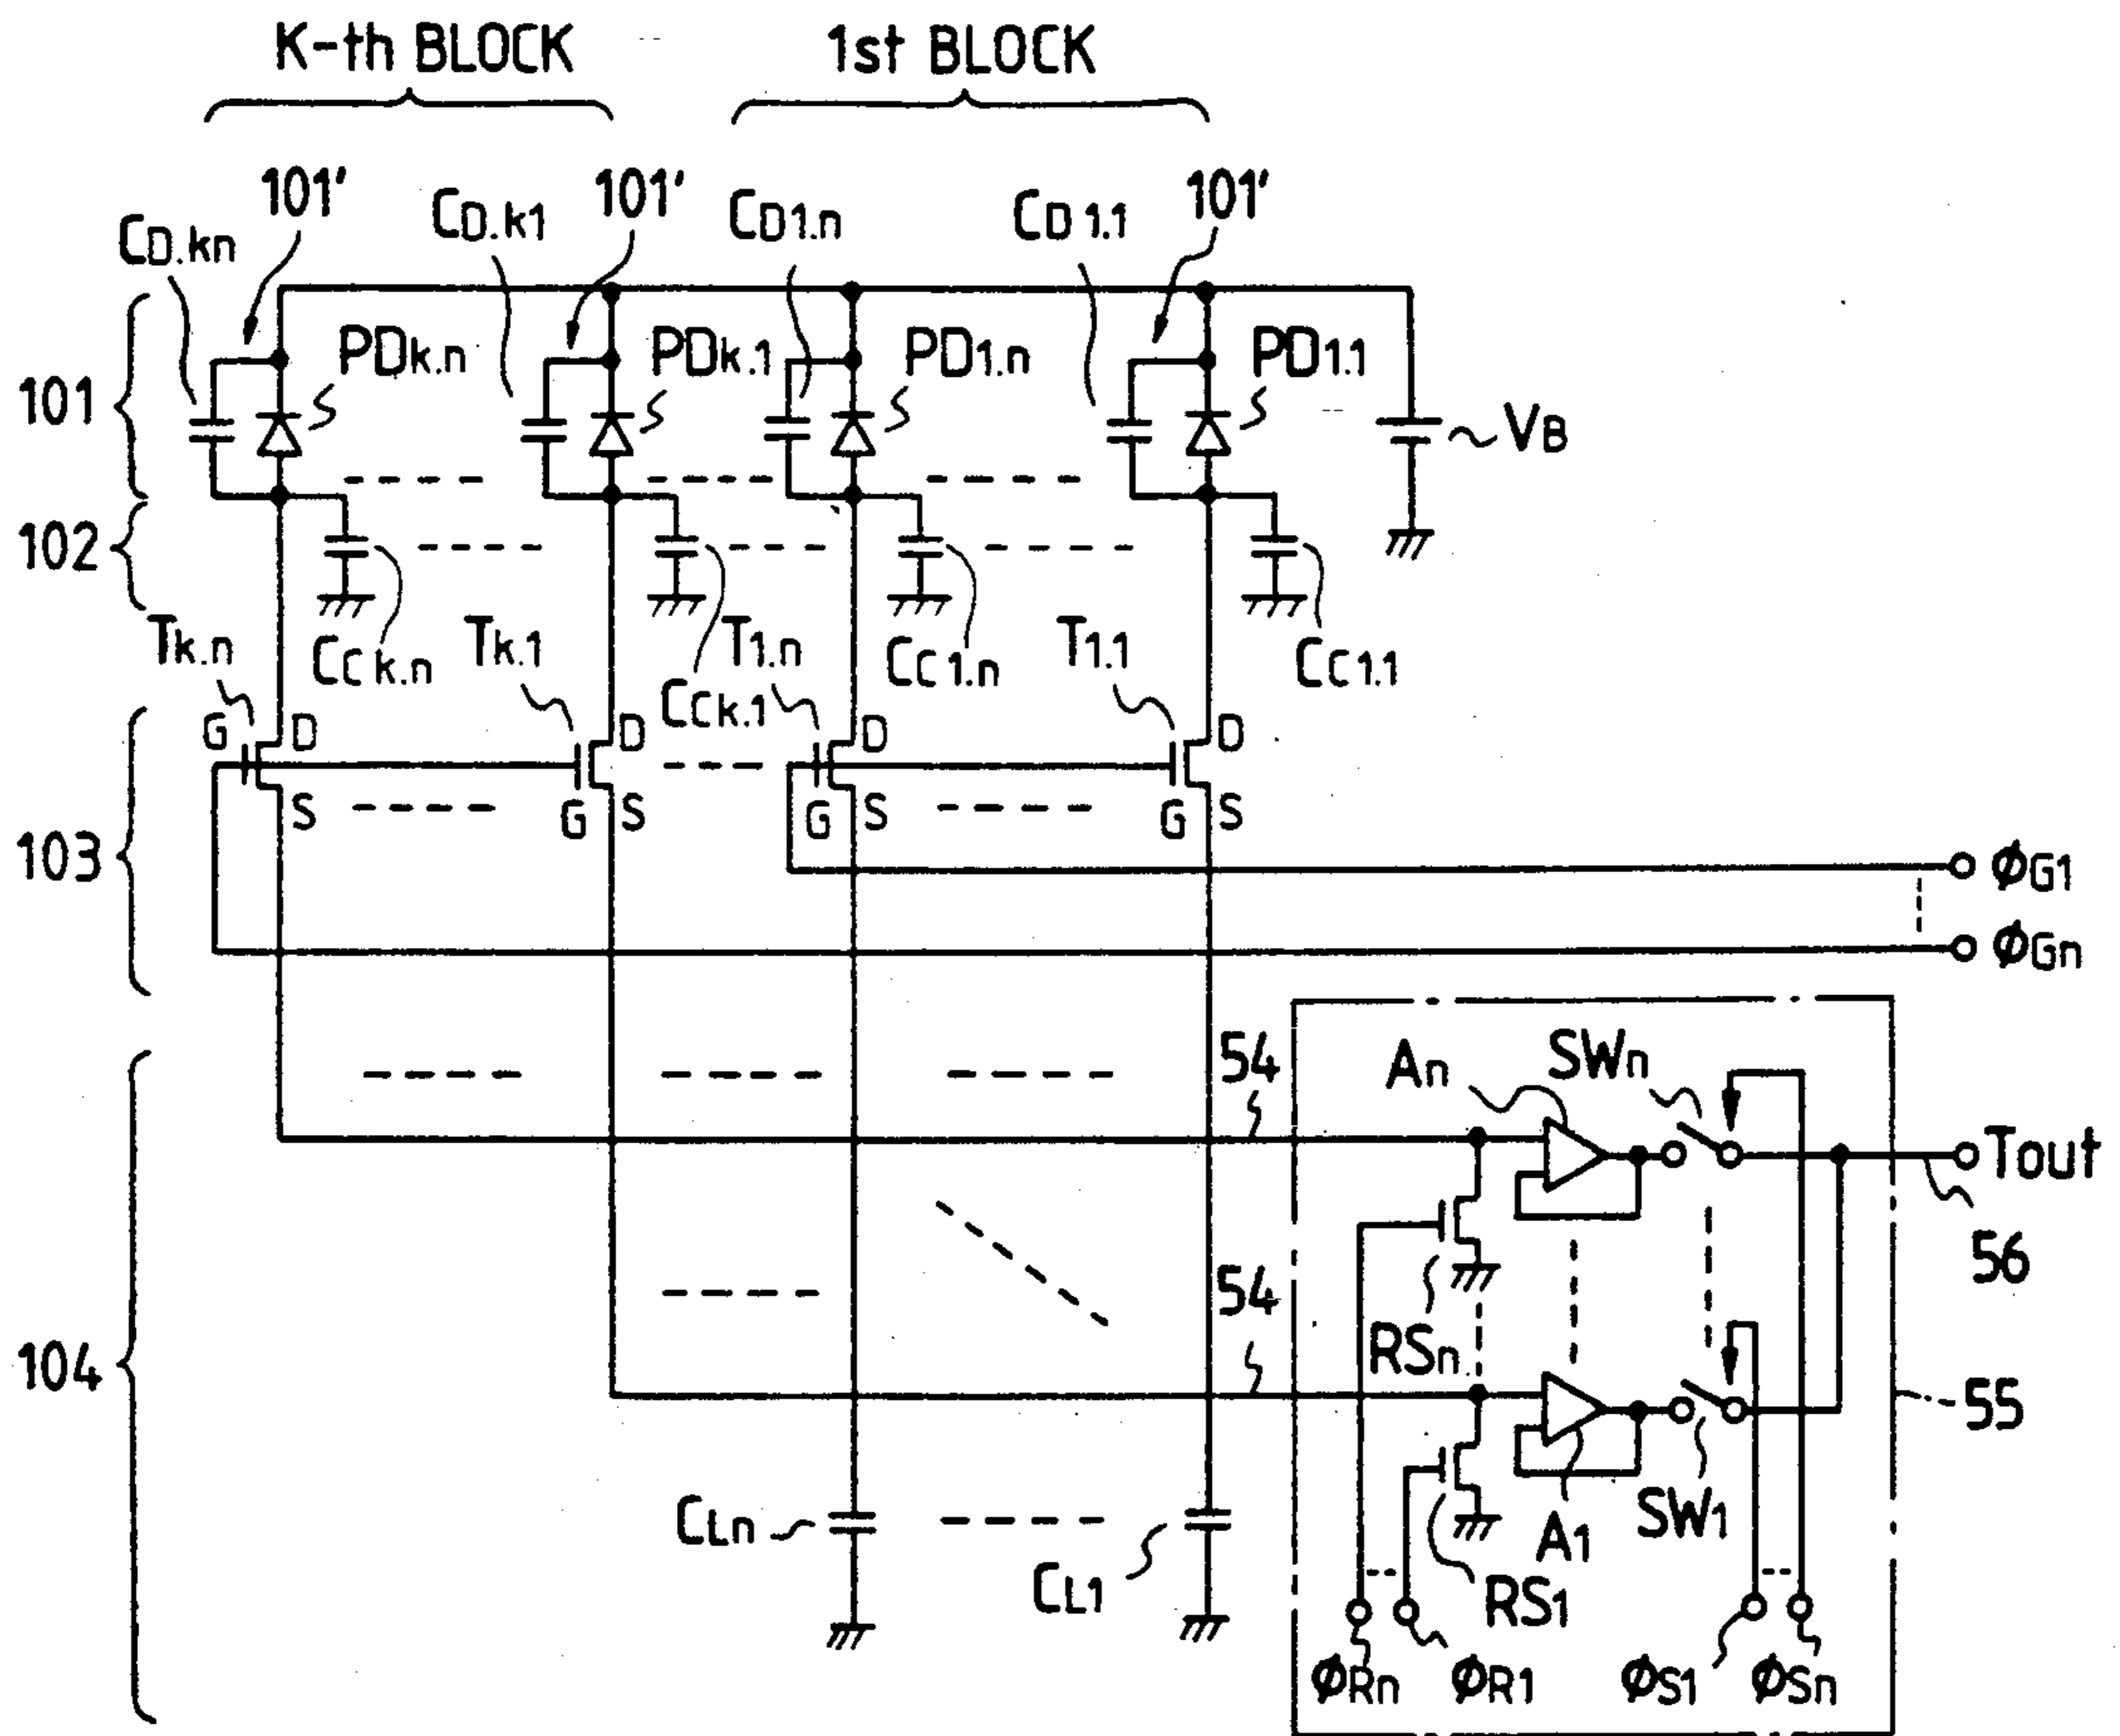 K-th BLOCK 1st BLOCK
101' 101' 101'
CD.kn CD.k1 CD1.n CD1.1
PDk.n PDk.1 PD1.n PD1.1
101 VB
102
Tk.n CCk.n Tk.1 CCk.1 T1.n CC1.n T1.1 CC1.1
G D D D D
S G S G S G S
103 ϕG1
ϕGn
54 An SWn
Tout
56
54
RSn
104 55
CLn SW1
CL1 A1
RS1
ϕRn ϕR1 ϕS1 ϕSn